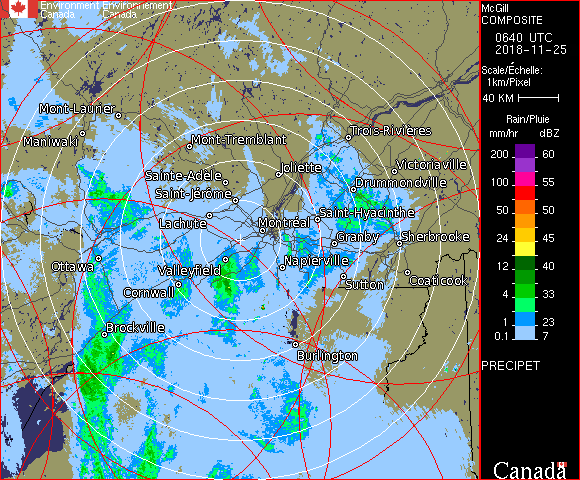 Environment Environnement
Canada Canada
McGill
COMPOSITE
0640 UTC
2018-11-25
Scale/Échelle:
1km/Pixel
40 KM
Rain/Pluie
mm/hr dBZ
200 60
100 55
50 50
24 45
12 40
4 33
1 23
0.1 7
PRECIPET
Canada
Mont-Laurier
Maniwaki
Mont-Tremblant
Trois-Rivières
Joliette
Victoriaville
Sainte-Adèle
Drummondville
Saint-Jérôme
Saint-Hyacinthe
Lachute
Montréal
Granby
Sherbrooke
Ottawa
Valleyfield
Napierville
Cornwall
Sutton
Coaticook
Brockville
Burlington